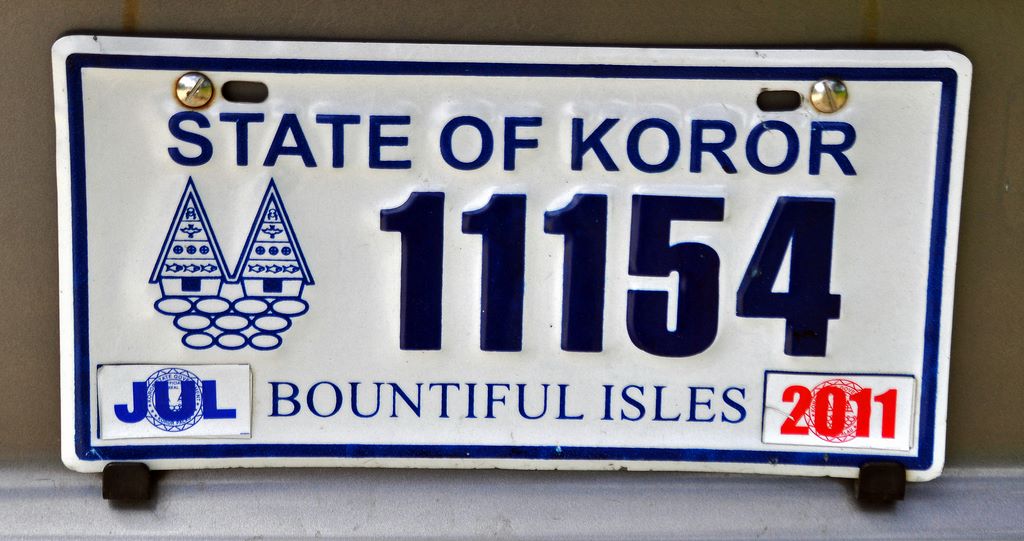 STATE OF KOROR
11154
JUL
BOUNTIFUL ISLES
2011